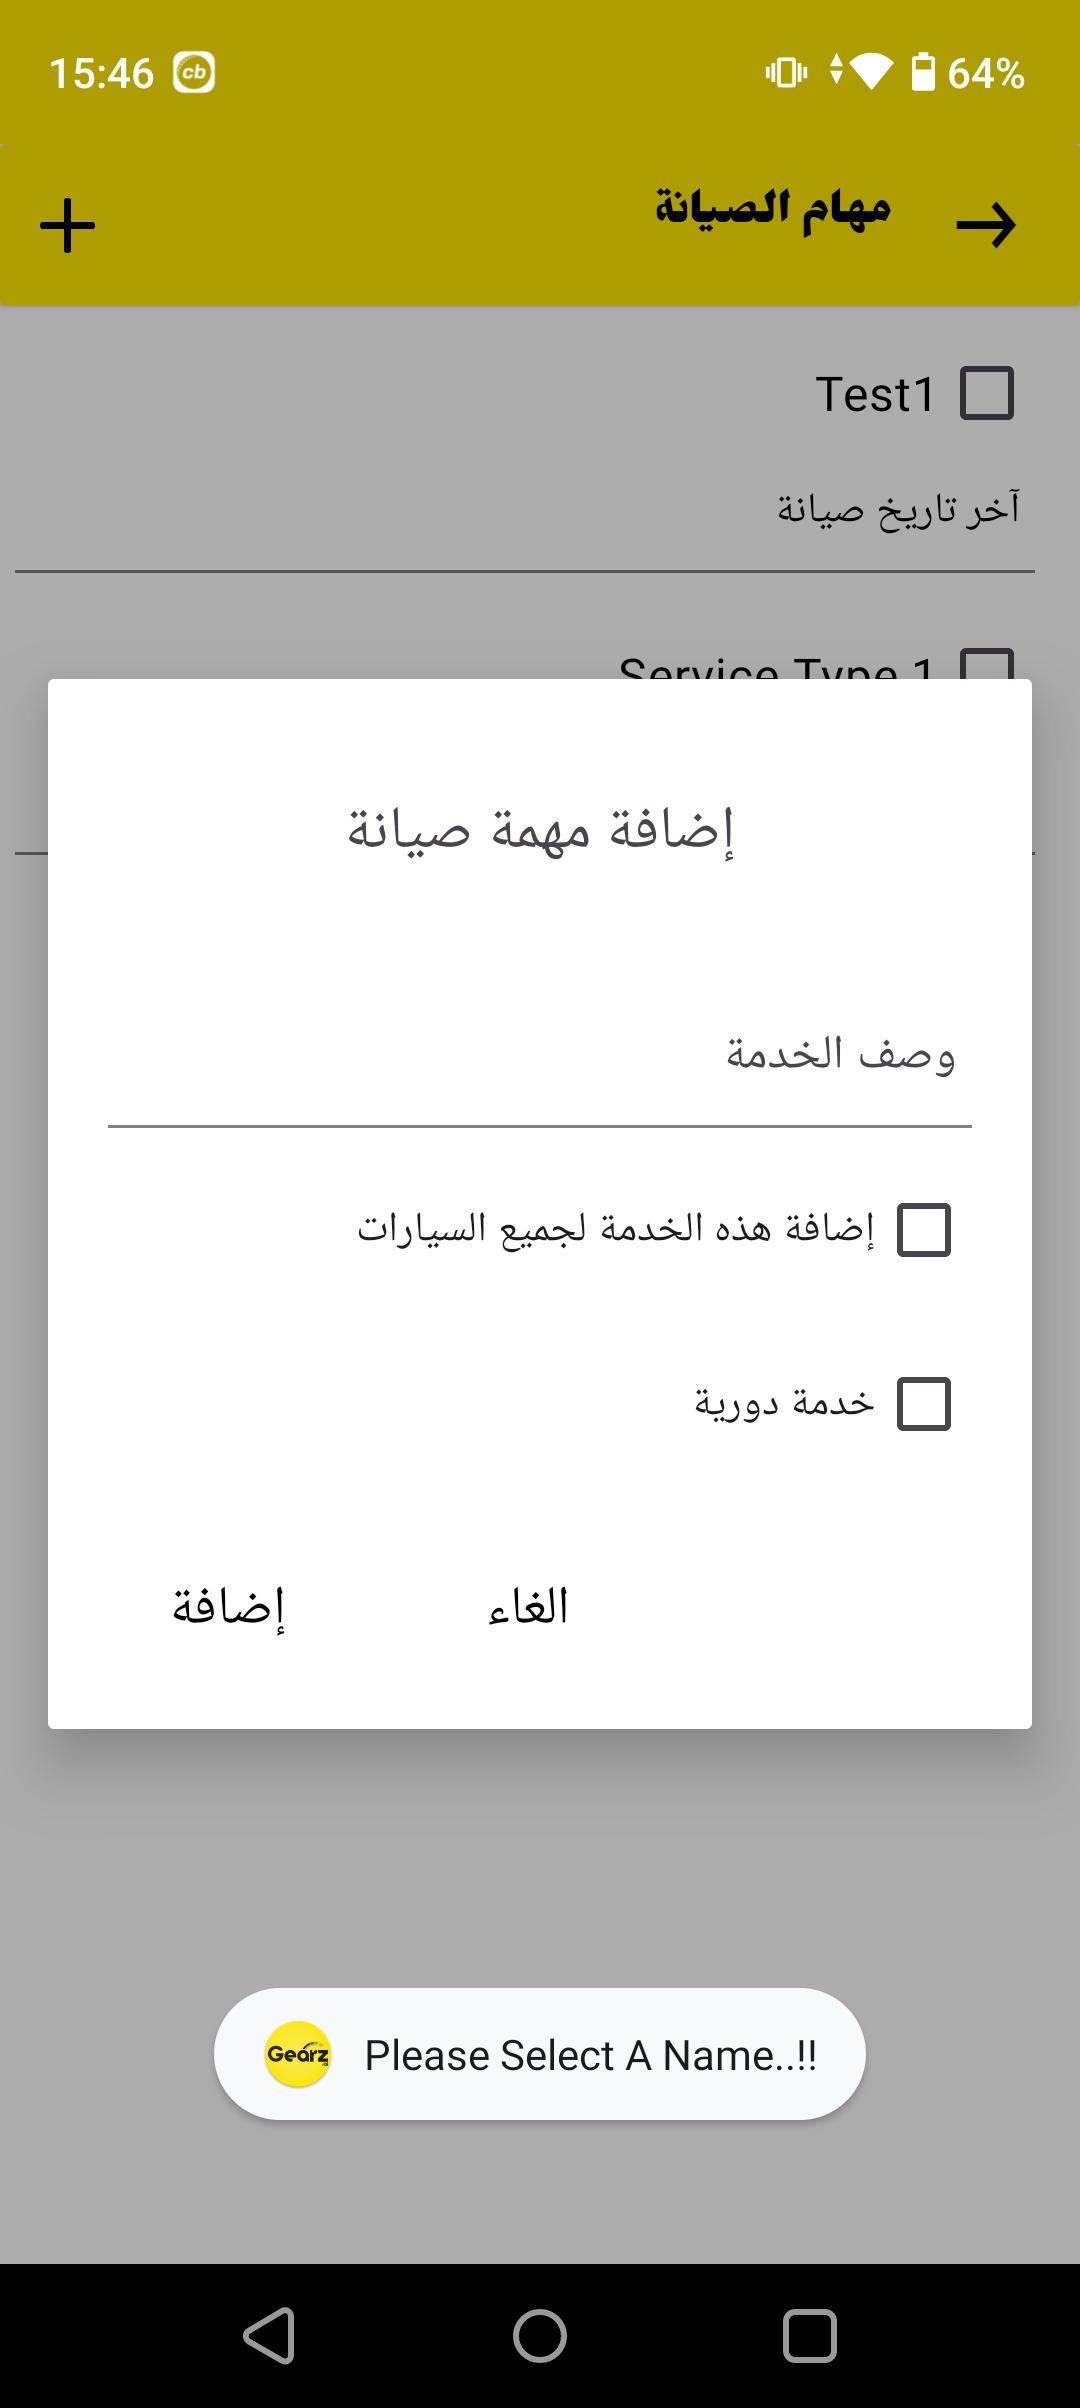 15:46 cb 64%
مهام الصيانة
Test1
آخر تاريخ صيانة
Service Type 1
إضافة مهمة صيانة
وصف الخدمة
إضافة هذه الخدمة لجميع السيارات
خدمة دورية
الغاء إضافة
Gearz Please Select A Name..!!